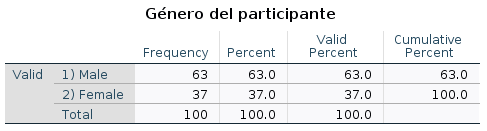 Género del participante
Frequency Percent Valid Percent Cumulative Percent
Valid 1) Male 63 63.0 63.0 63.0
2) Female 37 37.0 37.0 100.0
Total 100 100.0 100.0